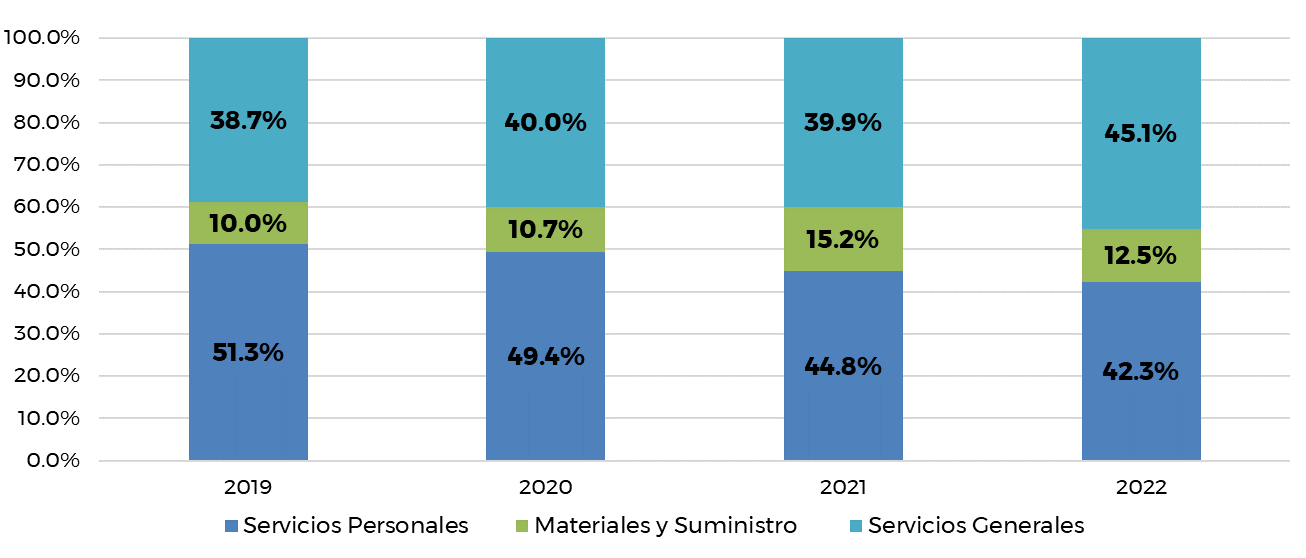 100.0%
90.0%
80.0%
70.0%
60.0%
50.0%
40.0%
30.0%
20.0%
10.0%
0.0%
38.7% 40.0% 39.9% 45.1%
10.0% 10.7% 15.2% 12.5%
51.3% 49.4% 44.8% 42.3%
2019 2020 2021 2022
Servicios Personales Materiales y Suministro Servicios Generales